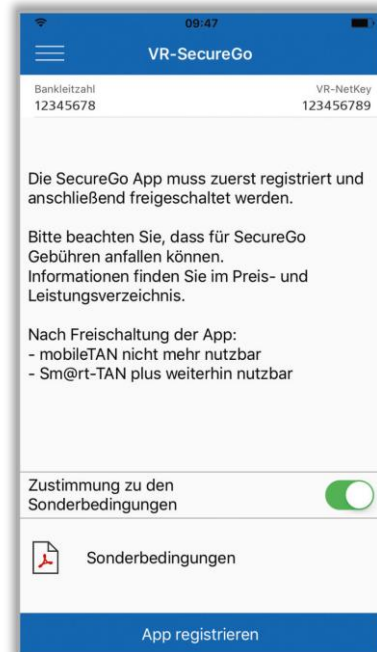 09:47
VR-SecureGo
Bankleitzahl VR-NetKey
12345678 123456789
Die SecureGo App muss zuerst registriert und
anschließend freigeschaltet werden.
Bitte beachten Sie, dass für SecureGo
Gebühren anfallen können.
Informationen finden Sie im Preis- und
Leistungsverzeichnis.
Nach Freischaltung der App:
- mobileTAN nicht mehr nutzbar
- Sm@rt-TAN plus weiterhin nutzbar
Zustimmung zu den
Sonderbedingungen
Sonderbedingungen
App registrieren